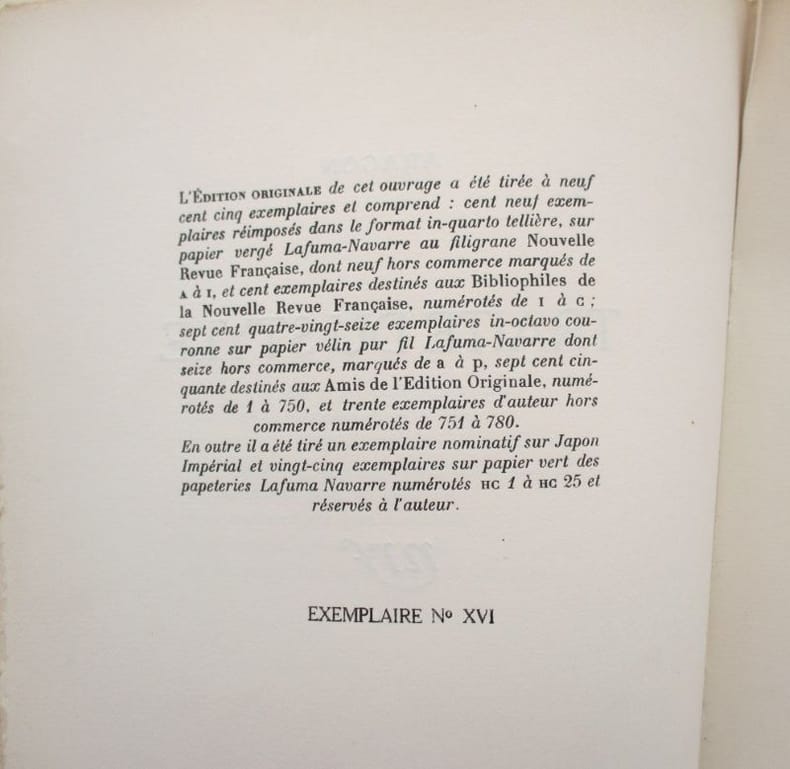 L'ÉDITION ORIGINALE de cet ouvrage a été tirée à neuf
cent cinq exemplaires et comprend : cent neuf exem-
plaires réimposés dans le format in-quarto tellière, sur
papier vergé Lafuma-Navarre au filigrane Nouvelle
Revue Française, dont neuf hors commerce marqués de
A à I, et cent exemplaires destinés aux Bibliophiles de
la Nouvelle Revue Française, numérotés de I à C ;
sept cent quatre-vingt-seize exemplaires in-octavo cou-
ronne sur papier vélin pur fil Lafuma-Navarre dont
seize hors commerce, marqués de a à p, sept cent cin-
quante destinés aux Amis de l'Edition Originale, numé-
rotés de 1 à 750, et trente exemplaires d'auteur hors
commerce numérotés de 751 à 780.
En outre il a été tiré un exemplaire nominatif sur Japon
Impérial et vingt-cinq exemplaires sur papier vert des
papeteries Lafuma Navarre numérotés HC 1 à HC 25 et
réservés à l'auteur.
EXEMPLAIRE Nº XVI